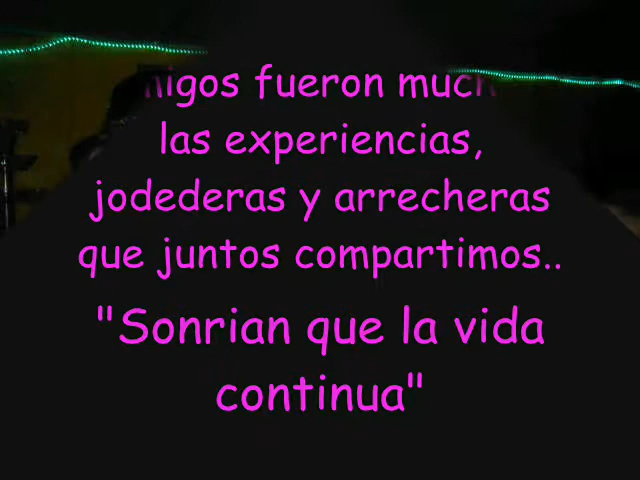 fueron
las experiencias,
jodederas y arrecheras
que juntos compartimos..
"Sonrian que la vida
continua"